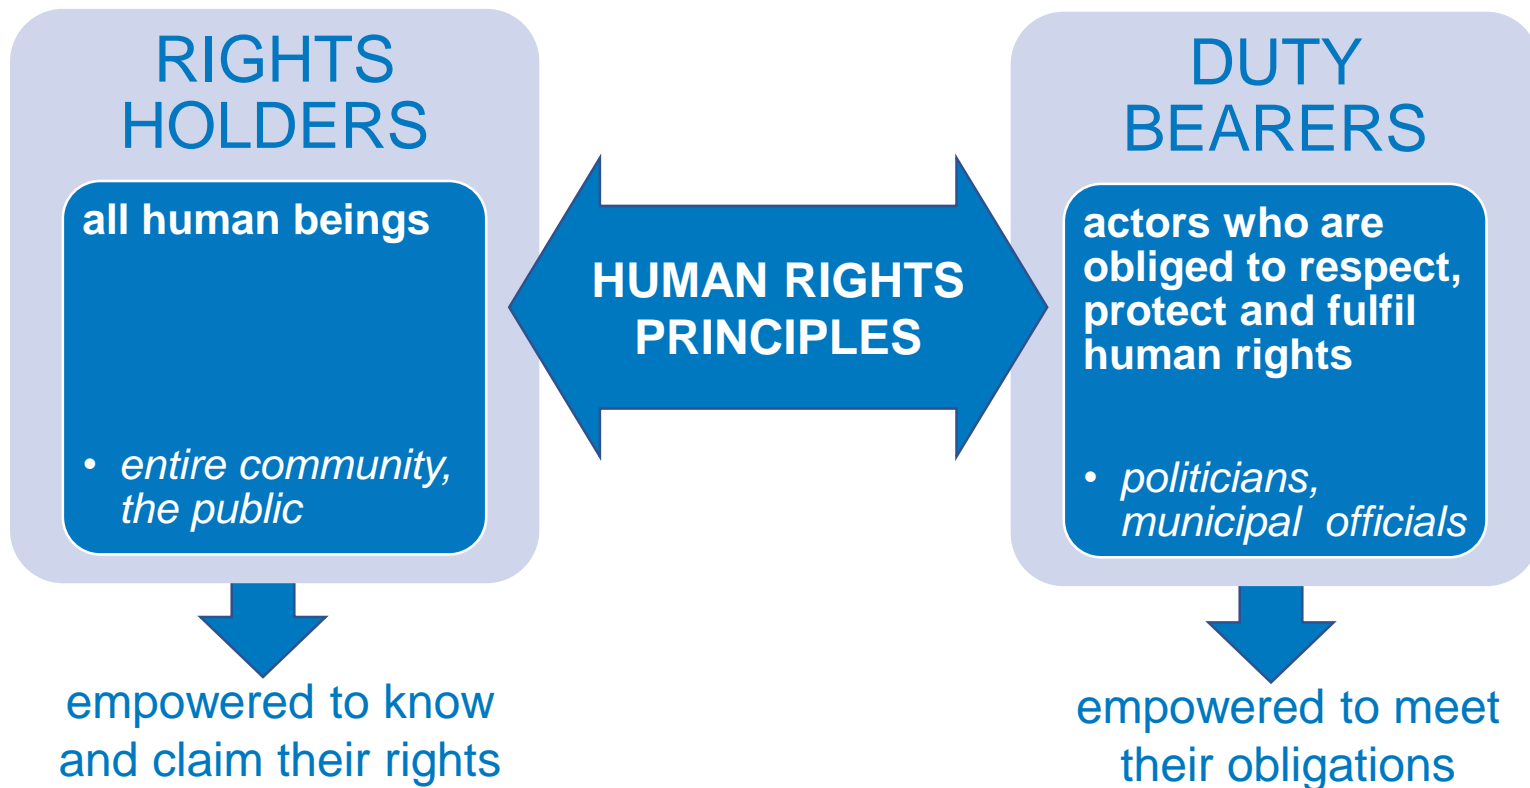 RIGHTS
HOLDERS
all human beings
• entire community,
the public
empowered to know
and claim their rights
HUMAN RIGHTS
PRINCIPLES
DUTY
BEARERS
actors who are
obliged to respect,
protect and fulfil
human rights
• politicians,
municipal officials
empowered to meet
their obligations